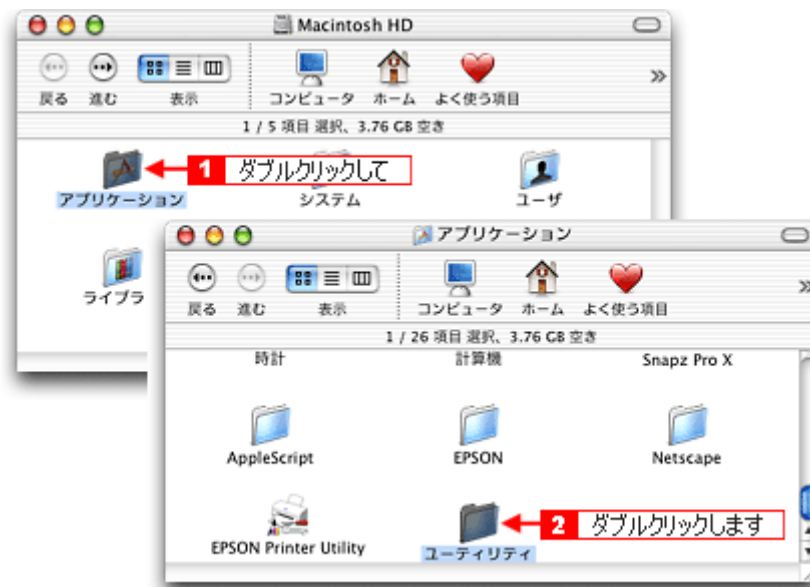 Macintosh HD
戻る 進む 表示 コンピュータ ホーム よく使う項目
1 / 5 項目 選択、3.76 GB 空き
1 ダブルクリックして
アプリケーション システム ユーザ
ライブラ
アプリケーション
戻る 進む 表示 コンピュータ ホーム よく使う項目
1 / 26 項目 選択、3.76 GB 空き
時計 計算機 Snapz Pro X
AppleScript EPSON Netscape
2 ダブルクリックします
EPSON Printer Utility ユーティリティ